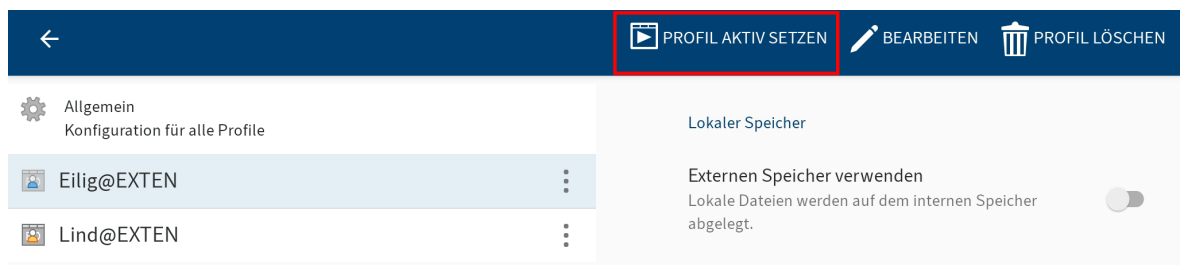 PROFIL AKTIV SETZEN BEARBEITEN PROFIL LÖSCHEN
Allgemein
Konfiguration für alle Profile
Eilig@EXTEN
Lind@EXTEN
Lokaler Speicher
Externen Speicher verwenden
Lokale Dateien werden auf dem internen Speicher
abgelegt.